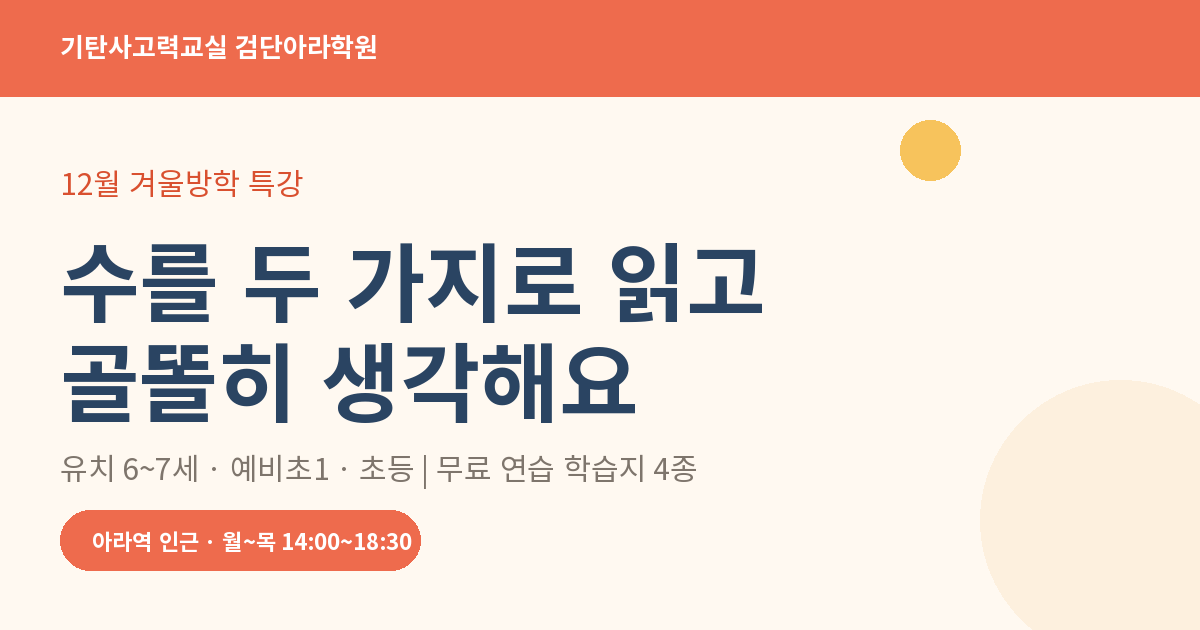 기탄사고력교실 검단아라학원
12월 겨울방학 특강
수를 두 가지로 읽고
골똘히 생각해요
유치 6~7세 · 예비초1 · 초등 | 무료 연습 학습지 4종
아라역 인근 · 월~목 14:00~18:30